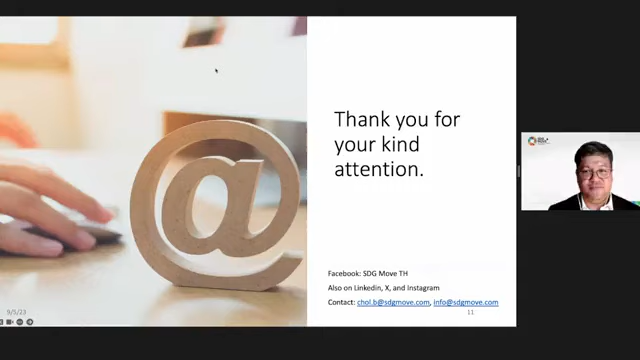 Thank you for
your kind
attention.
Facebook: SDG Move TH
Also on Linkedin, X, and Instagram
Contact: chol.b@sdgmove.com, info@sdgmove.com
9/5/23
11
@